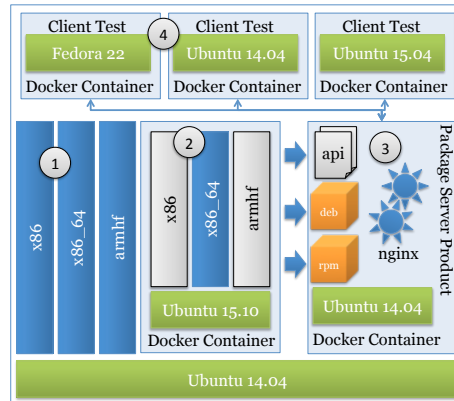 Client Test
Fedora 22
Docker Container
4
Client Test
Ubuntu 14.04
Docker Container
Client Test
Ubuntu 15.04
Docker Container
1
x86
x86_64
armhf
2
x86
x86_64
armhf
Ubuntu 15.10
Docker Container
3
api
deb
rpm
nginx
Ubuntu 14.04
Docker Container
Package Server Product
Ubuntu 14.04